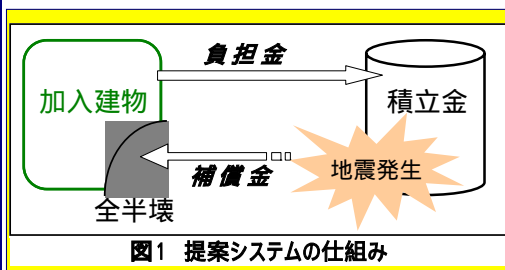 負担金
加入建物
積立金
地震発生
補償金
全半壊
図1 提案システムの仕組み